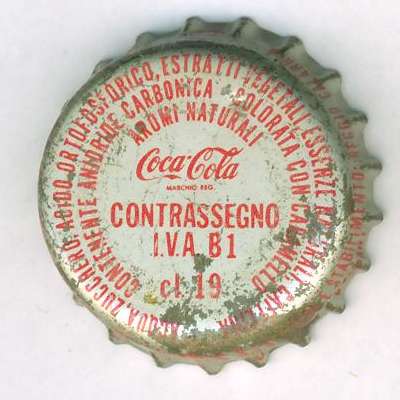 ACQUA, ZUCCHERO, ACIDO ORTOFOSFORICO, ESTRATTI VEGETALI, ESSENZE
CONTENENTE ANIDRIDE CARBONICA - COLORATA CON CARAMELLO
AROMI NATURALI
Coca-Cola
MARCHIO REG.
CONTRASSEGNO
I.V.A B1
cl. 19
STABILIMENTO